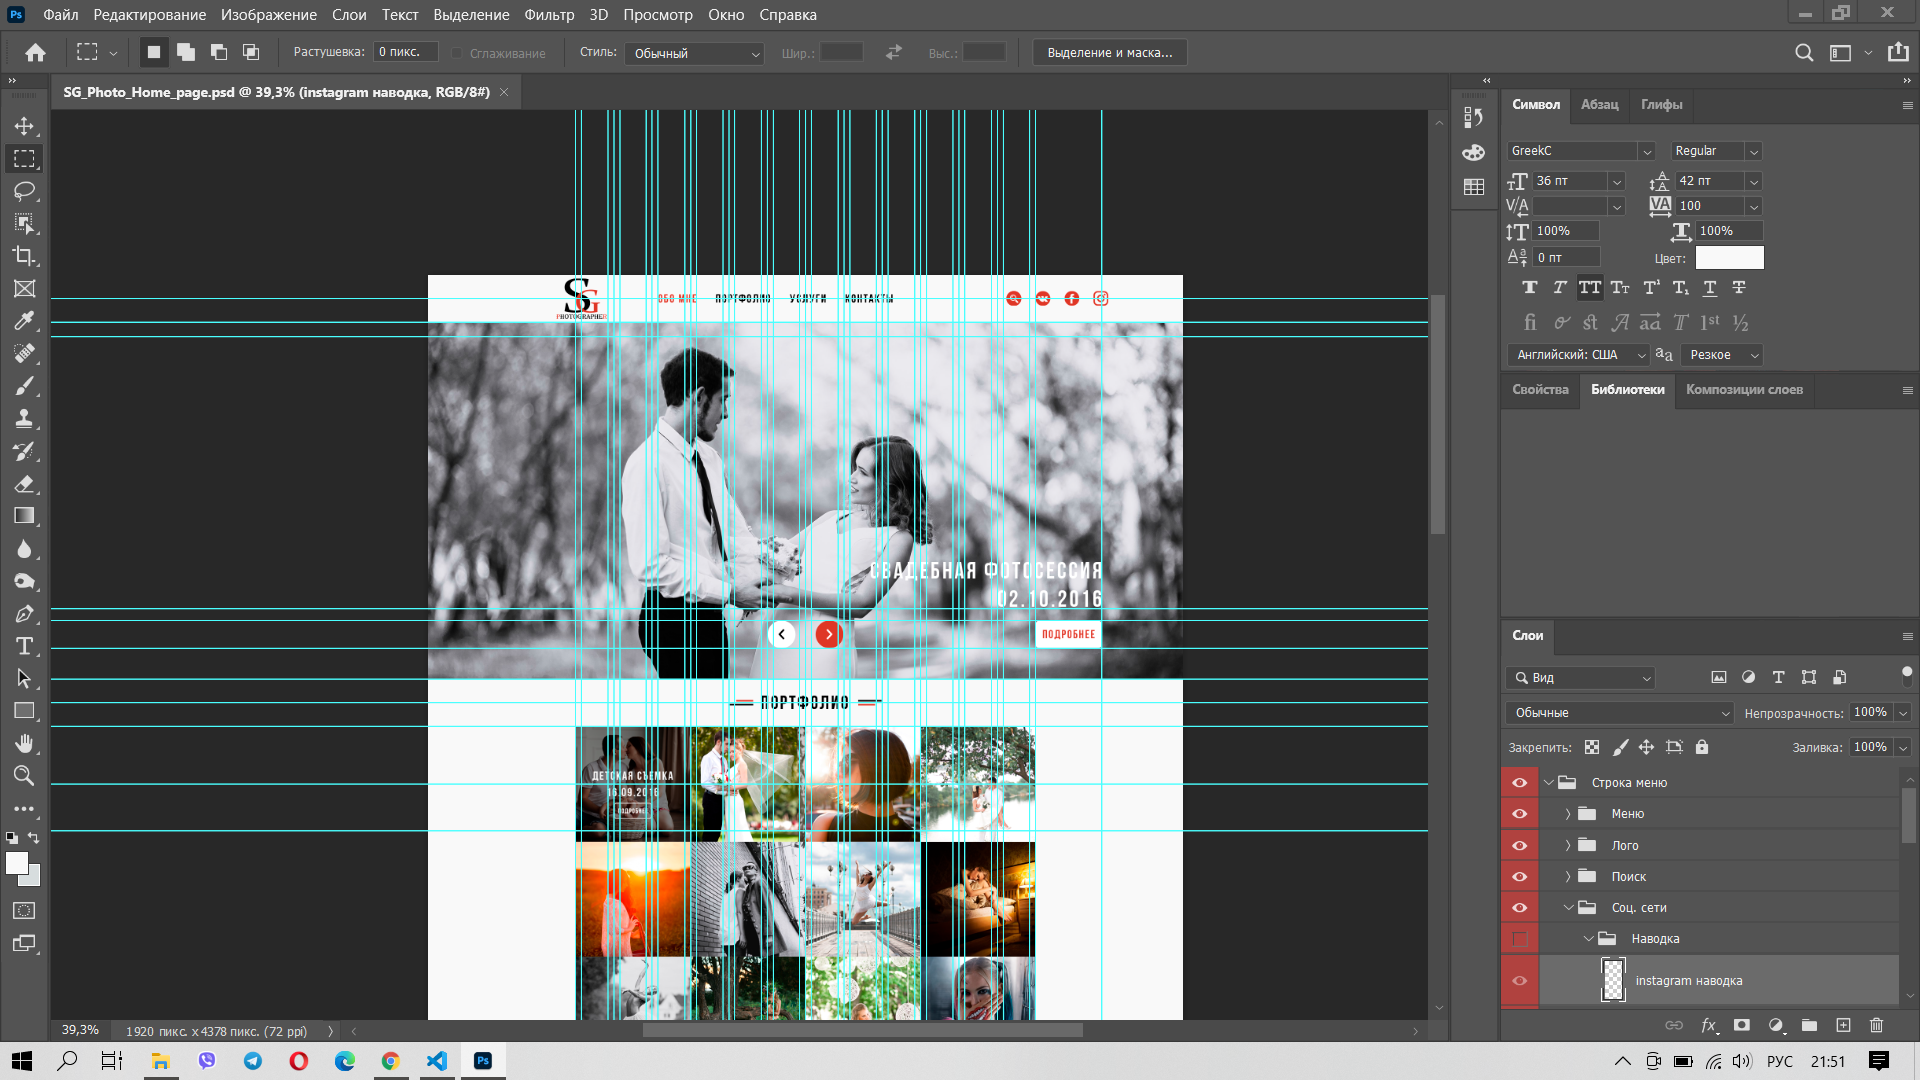 Ps Файл Редактирование Изображение Слои Текст Выделение Фильтр 3D Просмотр Окно Справка
Растушевка: 0 пикс. Сглаживание Стиль: Обычный Шир.: Выс.: Выделение и маска...
SG_Photo_Home_page.psd @ 39,3% (instagram наводка, RGB/8#)
Символ Абзац Глифы
GreekC Regular
36 пт 42 пт
100
100% 100%
0 пт Цвет:
Английский: США Резкое
Свойства Библиотеки Композиции слоев
SG
PHOTOGRAPHER
ОБО МНЕ ПОРТФОЛИО УСЛУГИ КОНТАКТЫ
СВАДЕБНАЯ ФОТОСЕССИЯ
02.10.2016
ПОДРОБНЕЕ
ПОРТФОЛИО
ДЕТСКАЯ СЪЕМКА
16.09.2016
ПОДРОБНЕЕ
Слои
Вид
Обычные Непрозрачность: 100%
Закрепить: Заливка: 100%
Строка меню
Меню
Лого
Поиск
Соц. сети
Наводка
instagram наводка
39,3% 1920 пикс. x 4378 пикс. (72 ppi)
Ps РУС 21:51